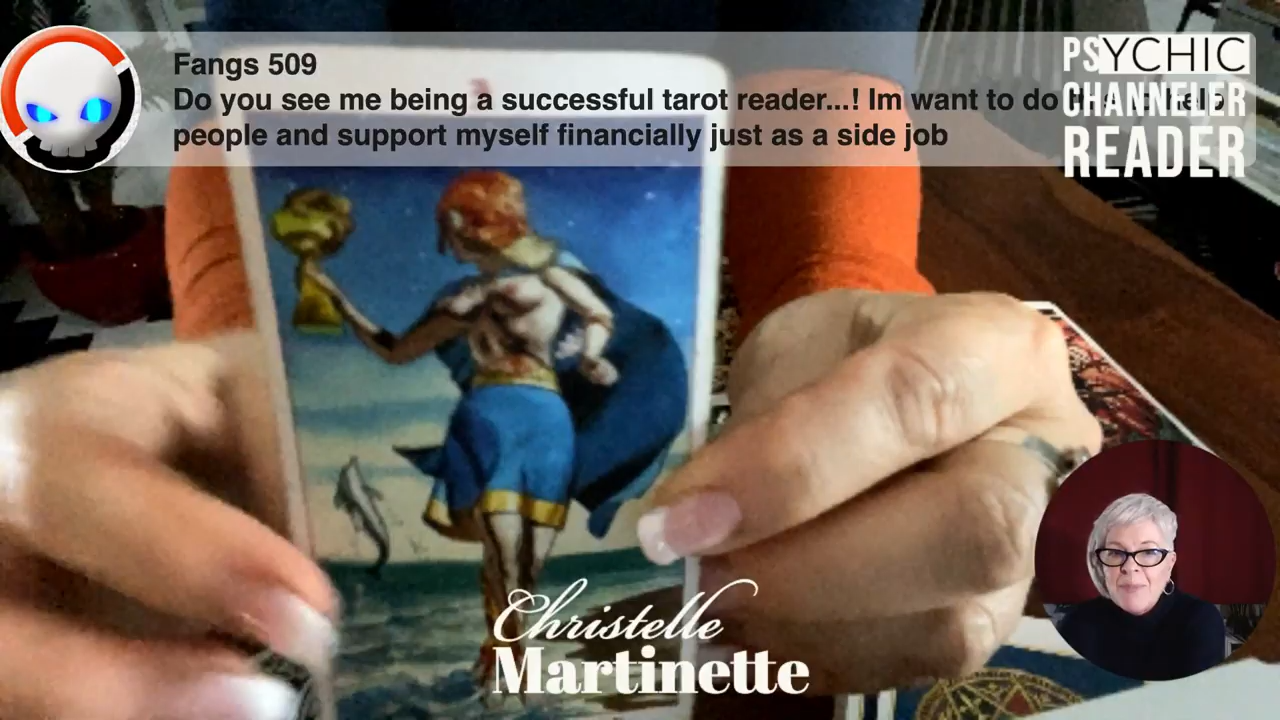 Fangs 509
Do you see me being a successful tarot reader...! Im want to do
people and support myself financially just as a side job
PSYCHIC
CHANNELER
READER
Christelle
Martinette